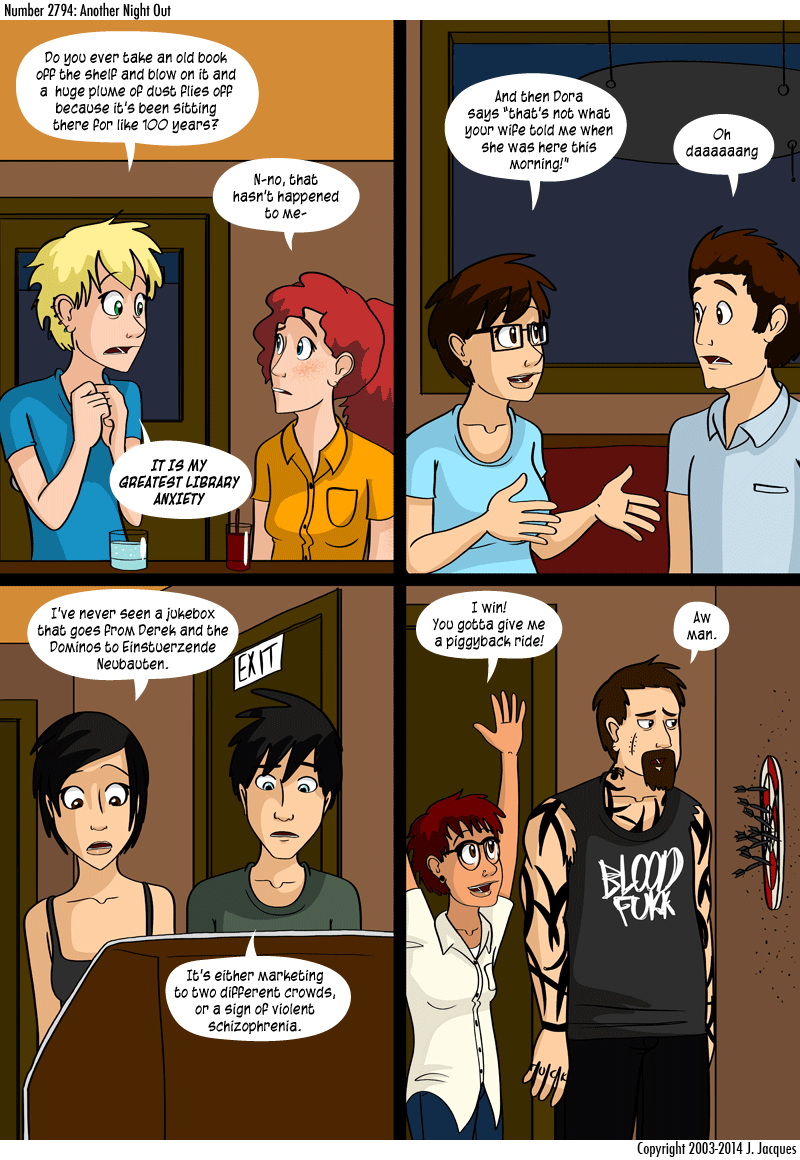 Number 2794: Another Night Out
Do you ever take an old book
off the shelf and blow on it and
a huge plume of dust flies off
because it's been sitting
there for like 100 years?
N-no, that
hasn't happened
to me-
IT IS MY
GREATEST LIBRARY
ANXIETY
And then Dora
says "that's not what
your wife told me when
she was here this
morning!"
Oh
daaaaaang
I've never seen a jukebox
that goes from Derek and the
Dominos to Einstuerzende
Neubauten.
EXIT
It's either marketing
to two different crowds,
or a sign of violent
schizophrenia.
I win!
You gotta give me
a piggyback ride!
Aw
man.
BLOOD
FUKK
Copyright 2003-2014 J. Jacques